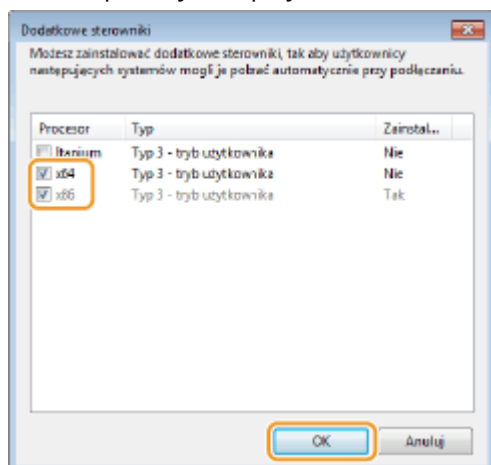 Dodatkowe sterowniki
Możesz zainstalować dodatkowe sterowniki, tak aby użytkownicy
następujących systemów mogli je pobrać automatycznie przy podłączaniu.
Procesor Typ Zainstal...
Itanium Typ 3 - tryb użytkownika Nie
x64 Typ 3 - tryb użytkownika Nie
x86 Typ 3 - tryb użytkownika Tak
OK Anuluj